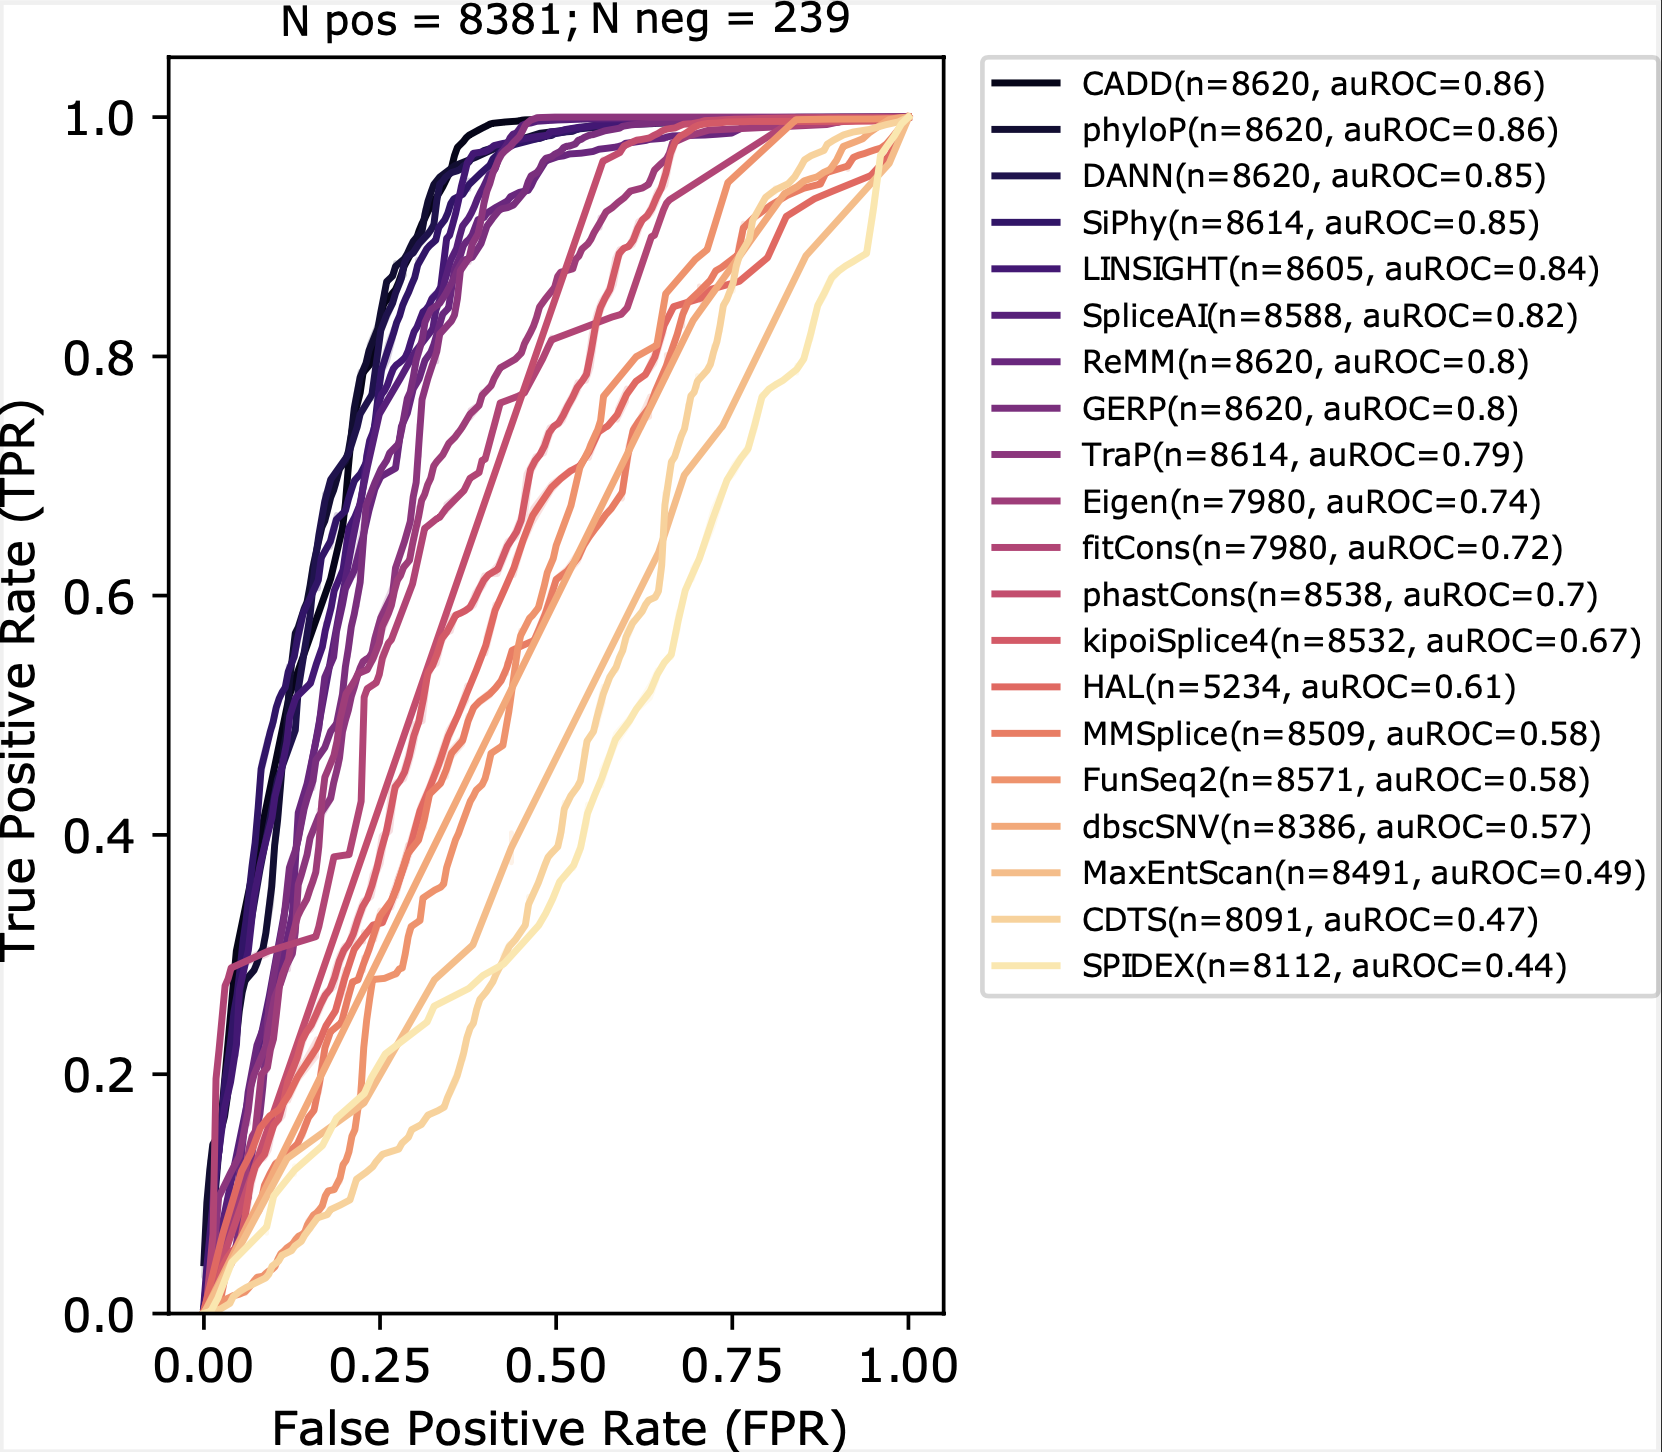 N pos = 8381; N neg = 239
True Positive Rate (TPR)
1.0
0.8
0.6
0.4
0.2
0.0
0.00 0.25 0.50 0.75 1.00
False Positive Rate (FPR)
CADD(n=8620, auROC=0.86)
phyloP(n=8620, auROC=0.86)
DANN(n=8620, auROC=0.85)
SiPhy(n=8614, auROC=0.85)
LINSIGHT(n=8605, auROC=0.84)
SpliceAI(n=8588, auROC=0.82)
ReMM(n=8620, auROC=0.8)
GERP(n=8620, auROC=0.8)
TraP(n=8614, auROC=0.79)
Eigen(n=7980, auROC=0.74)
fitCons(n=7980, auROC=0.72)
phastCons(n=8538, auROC=0.7)
kipoiSplice4(n=8532, auROC=0.67)
HAL(n=5234, auROC=0.61)
MMSplice(n=8509, auROC=0.58)
FunSeq2(n=8571, auROC=0.58)
dbscSNV(n=8386, auROC=0.57)
MaxEntScan(n=8491, auROC=0.49)
CDTS(n=8091, auROC=0.47)
SPIDEX(n=8112, auROC=0.44)